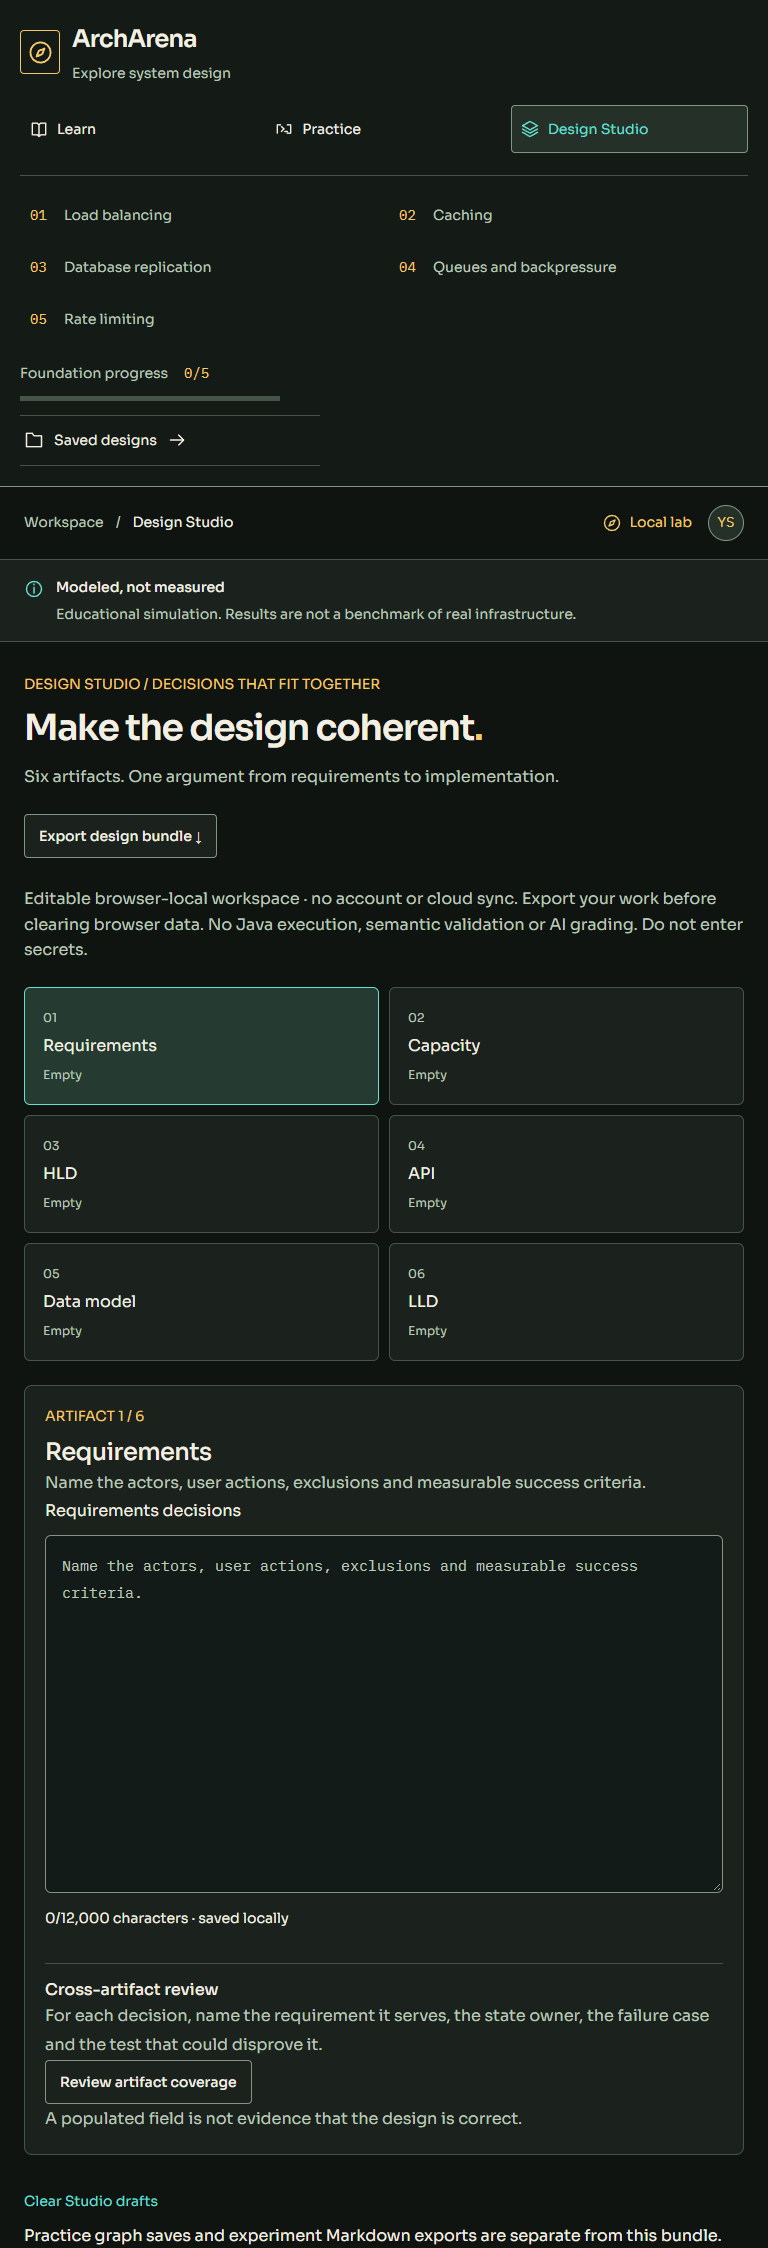 ArchArena
Explore system design
Learn
Practice
Design Studio
01 Load balancing
02 Caching
03 Database replication
04 Queues and backpressure
05 Rate limiting
Foundation progress 0/5
Saved designs →
Workspace / Design Studio
Local lab
YS
Modeled, not measured
Educational simulation. Results are not a benchmark of real infrastructure.
DESIGN STUDIO / DECISIONS THAT FIT TOGETHER
Make the design coherent.
Six artifacts. One argument from requirements to implementation.
Export design bundle ↓
Editable browser-local workspace · no account or cloud sync. Export your work before
clearing browser data. No Java execution, semantic validation or AI grading. Do not enter
secrets.
01
Requirements
Empty
02
Capacity
Empty
03
HLD
Empty
04
API
Empty
05
Data model
Empty
06
LLD
Empty
ARTIFACT 1 / 6
Requirements
Name the actors, user actions, exclusions and measurable success criteria.
Requirements decisions
Name the actors, user actions, exclusions and measurable success
criteria.
0/12,000 characters · saved locally
Cross-artifact review
For each decision, name the requirement it serves, the state owner, the failure case
and the test that could disprove it.
Review artifact coverage
A populated field is not evidence that the design is correct.
Clear Studio drafts
Practice graph saves and experiment Markdown exports are separate from this bundle.